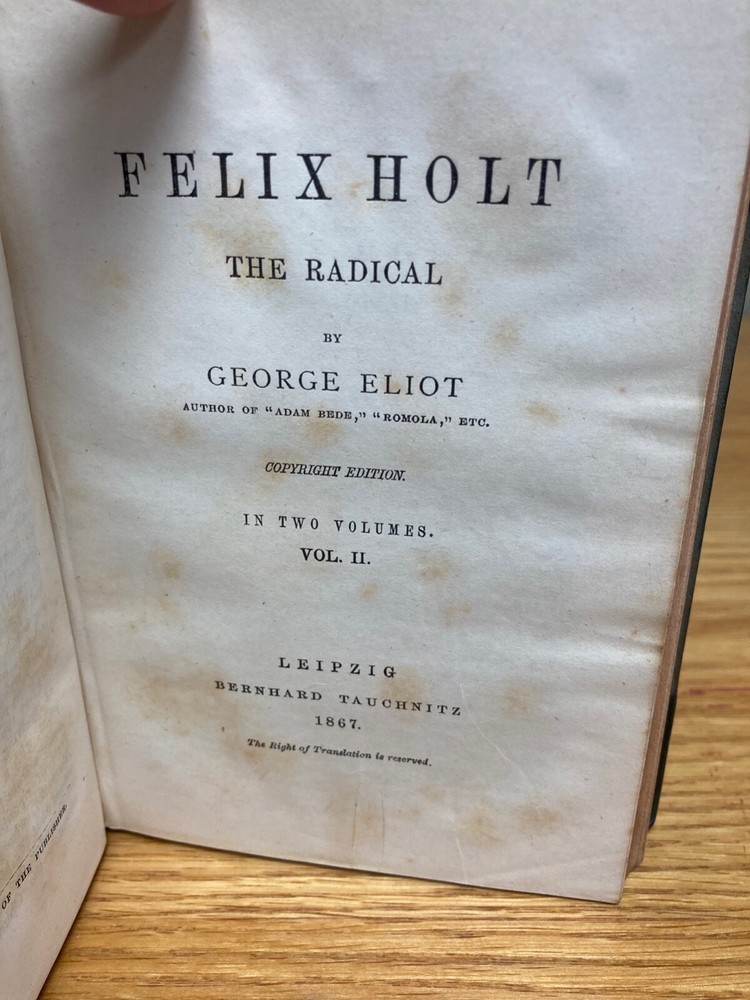 FELIX HOLT
THE RADICAL
BY
GEORGE ELIOT
AUTHOR OF "ADAM BEDE," "ROMOLA," ETC.
COPYRIGHT EDITION.
IN TWO VOLUMES.
VOL. II.
LEIPZIG
BERNHARD TAUCHNITZ
1867.
The Right of Translation is reserved.
OF THE PUBLISHER.